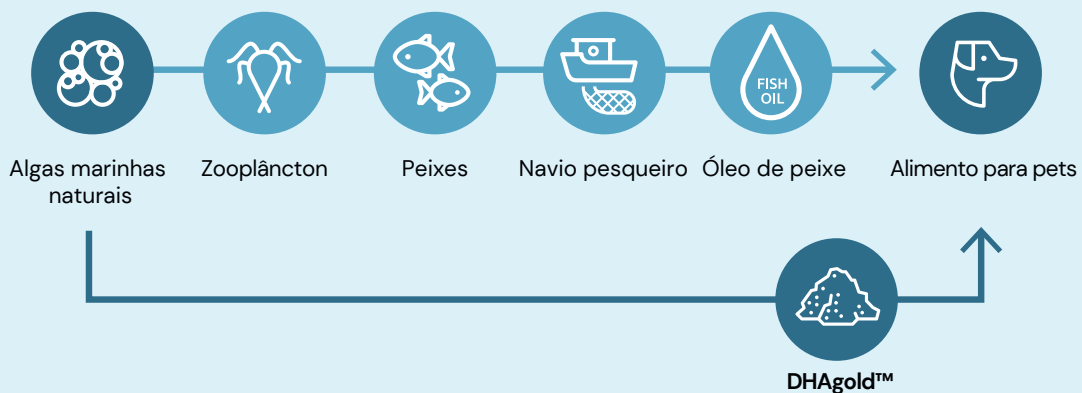 FISH
OIL
Algas marinhas
naturais
Zooplâncton
Peixes
Navio pesqueiro
Óleo de peixe
Alimento para pets
DHAgold™